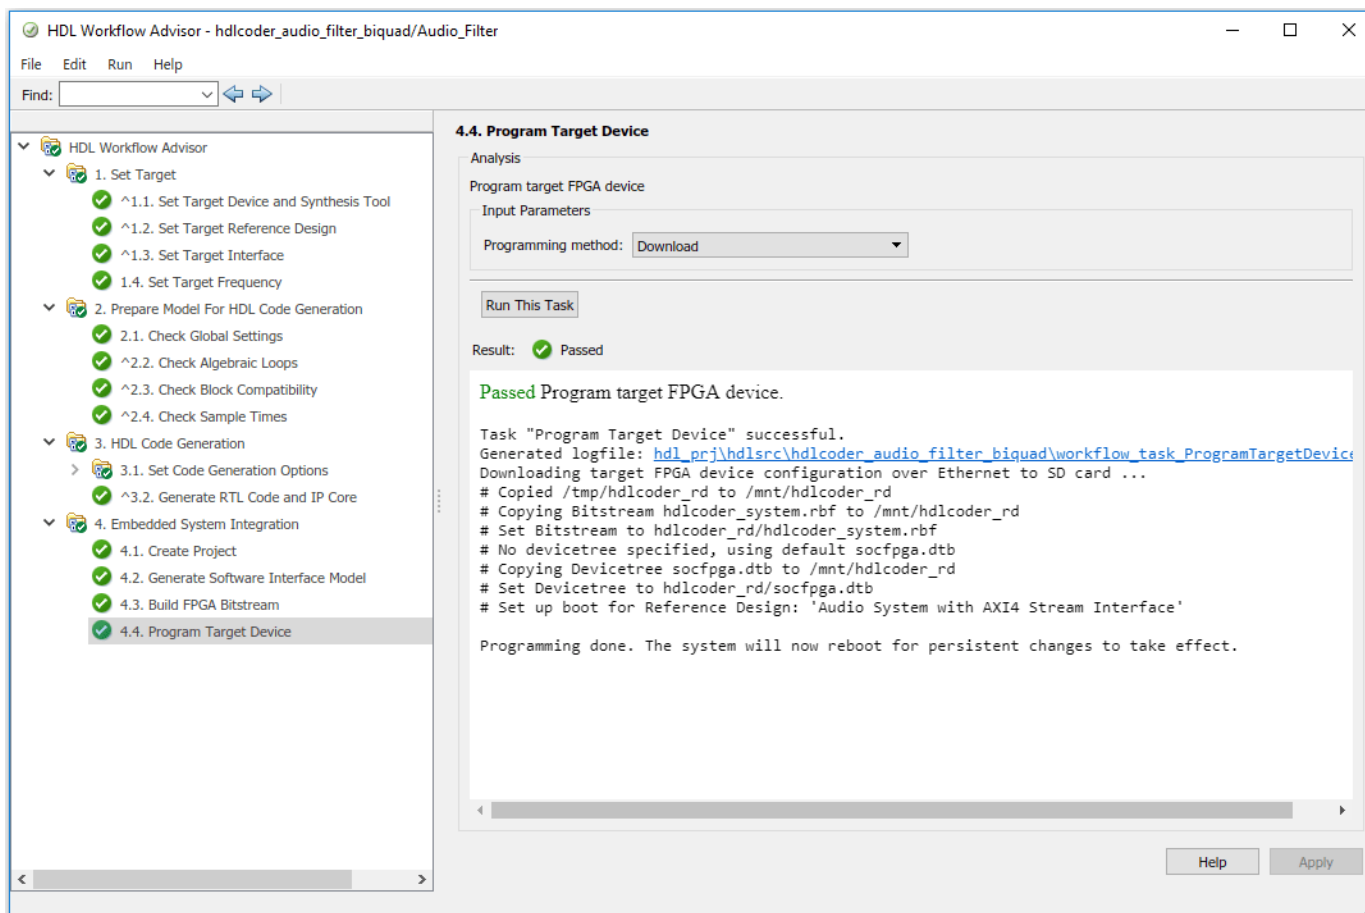 HDL Workflow Advisor - hdlcoder_audio_filter_biquad/Audio_Filter
File Edit Run Help
Find:
HDL Workflow Advisor
1. Set Target
^1.1. Set Target Device and Synthesis Tool
^1.2. Set Target Reference Design
^1.3. Set Target Interface
1.4. Set Target Frequency
2. Prepare Model For HDL Code Generation
2.1. Check Global Settings
^2.2. Check Algebraic Loops
^2.3. Check Block Compatibility
^2.4. Check Sample Times
3. HDL Code Generation
3.1. Set Code Generation Options
^3.2. Generate RTL Code and IP Core
4. Embedded System Integration
4.1. Create Project
4.2. Generate Software Interface Model
4.3. Build FPGA Bitstream
4.4. Program Target Device
4.4. Program Target Device
Analysis
Program target FPGA device
Input Parameters
Programming method: Download
Run This Task
Result: Passed
Passed Program target FPGA device.
Task "Program Target Device" successful.
Generated logfile: hdl_prj\hdlsrc\hdlcoder_audio_filter_biquad\workflow_task_ProgramTargetDevice
Downloading target FPGA device configuration over Ethernet to SD card ...
# Copied /tmp/hdlcoder_rd to /mnt/hdlcoder_rd
# Copying Bitstream hdlcoder_system.rbf to /mnt/hdlcoder_rd
# Set Bitstream to hdlcoder_rd/hdlcoder_system.rbf
# No devicetree specified, using default socfpga.dtb
# Copying Devicetree socfpga.dtb to /mnt/hdlcoder_rd
# Set Devicetree to hdlcoder_rd/socfpga.dtb
# Set up boot for Reference Design: 'Audio System with AXI4 Stream Interface'
Programming done. The system will now reboot for persistent changes to take effect.
Help Apply